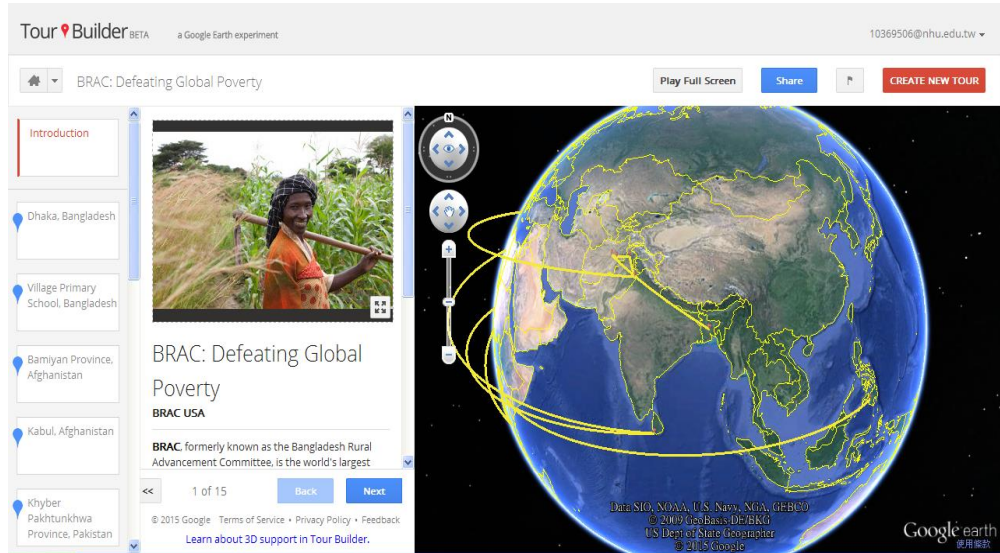 Tour Builder BETA a Google Earth experiment
10369506@nhu.edu.tw
BRAC: Defeating Global Poverty
Play Full Screen
Share
CREATE NEW TOUR
Introduction
Dhaka, Bangladesh
Village Primary
School, Bangladesh
Bamiyan Province,
Afghanistan
Kabul, Afghanistan
Khyber
Pakhtunkhwa
Province, Pakistan
BRAC: Defeating Global
Poverty
BRAC USA
BRAC, formerly known as the Bangladesh Rural
Advancement Committee, is the world's largest
<< 1 of 15 Back Next
© 2015 Google Terms of Service • Privacy Policy • Feedback
Learn about 3D support in Tour Builder.
N
Data SIO, NOAA, U.S. Navy, NGA, GEBCO
© 2009 GeoBasis-DE/BKG
US Dept of State Geographer
© 2015 Google
Google earth
使用條款